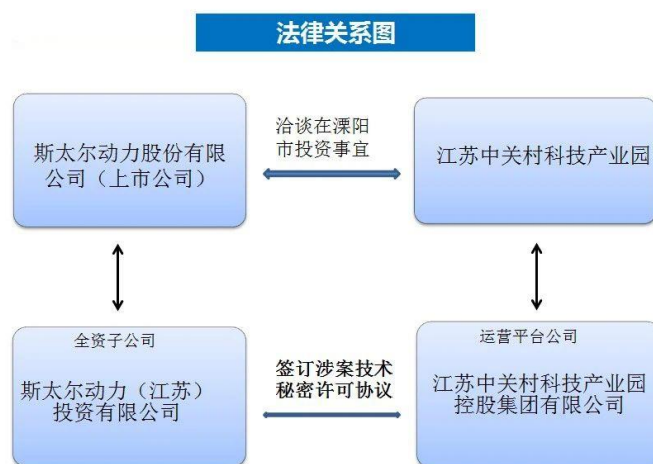 法律关系图
斯太尔动力股份有限
公司（上市公司）
洽谈在溧阳
市投资事宜
江苏中关村科技产业园
全资子公司
斯太尔动力（江苏）
投资有限公司
签订涉案技术
秘密许可协议
运营平台公司
江苏中关村科技产业园
控股集团有限公司